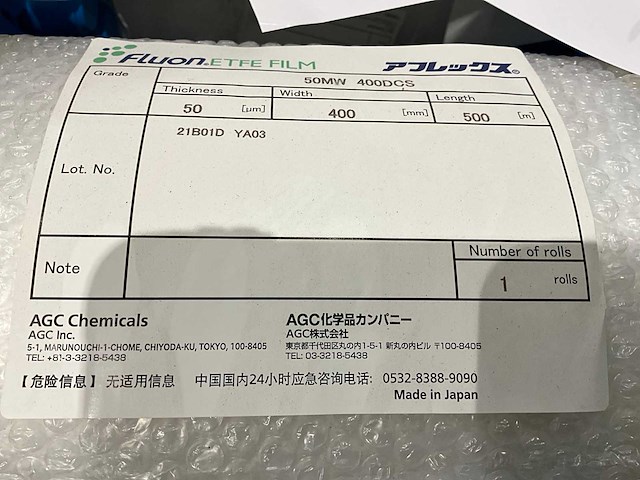 Fluon® ETFE FILM アフレックス®
Grade 50MW 400DCS
Thickness Width Length
50 [μm] 400 [mm] 500 [m]
Lot. No. 21B01D YA03
Note Number of rolls
1 rolls
AGC Chemicals
AGC Inc.
5-1, MARUNOUCHI-1-CHOME, CHIYODA-KU, TOKYO, 100-8405
TEL: +81-3-3218-5438
AGC化学品カンパニー
AGC株式会社
東京都千代田区丸の内1-5-1 新丸の内ビル 〒100-8405
TEL: 03-3218-5438
【危险信息】无适用信息 中国国内24小时应急咨询电话: 0532-8388-9090
Made in Japan